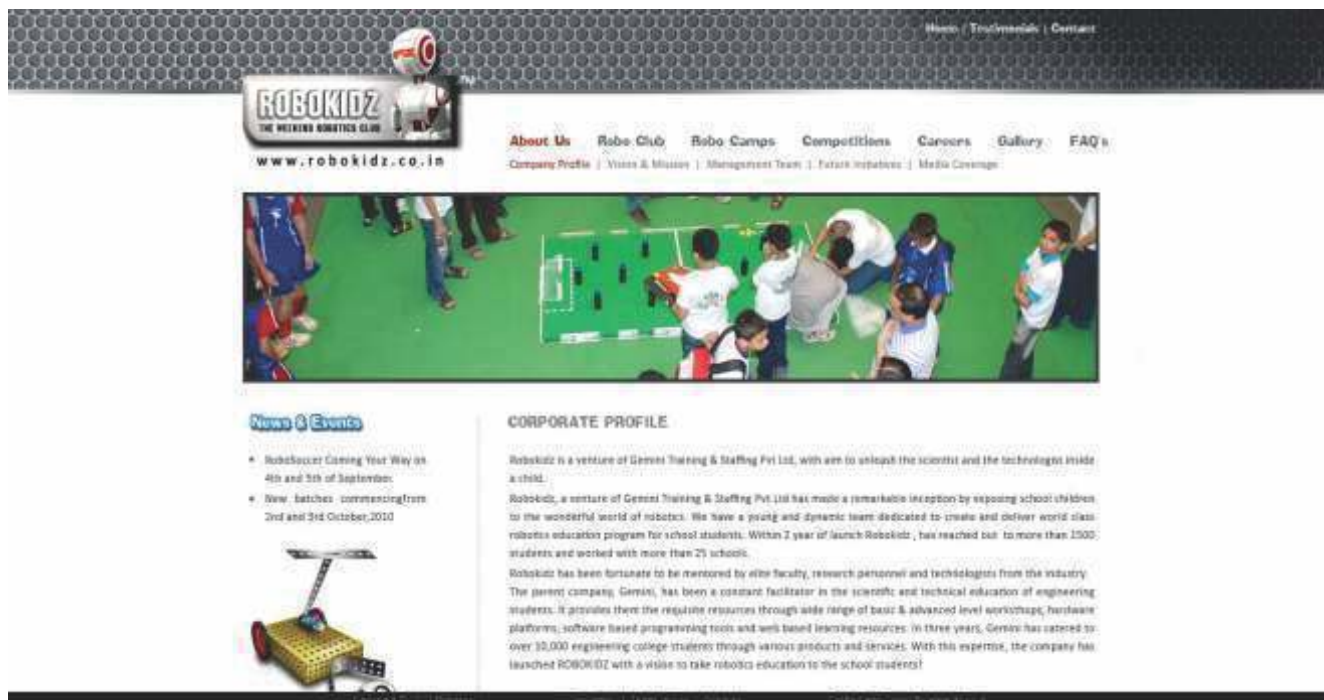 Home | Testimonials | Contact
TM
ROBOKIDZ
THE WEEKEND ROBOTICS CLUB
www.robokidz.co.in
About Us Robo Club Robo Camps Competitions Careers Gallery FAQ's
Company Profile | Vision & Mission | Management Team | Future Initiatives | Media Coverage
News & Events
• RoboSoccer Coming Your Way on
4th and 5th of September.
• New batches commencingfrom
2nd and 3rd October,2010
CORPORATE PROFILE
Robokidz is a venture of Gemini Training & Staffing Pvt Ltd, with aim to unleash the scientist and the technologist inside
a child.
Robokidz, a venture of Gemini Training & Staffing Pvt Ltd has made a remarkable inception by exposing school children
to the wonderful world of robotics. We have a young and dynamic team dedicated to create and deliver world class
robotics education program for school students. Within 2 year of launch Robokidz , has reached out to more than 1500
students and worked with more than 25 schools.
Robokidz has been fortunate to be mentored by elite faculty, research personnel and technologists from the industry.
The parent company, Gemini, has been a constant facilitator in the scientific and technical education of engineering
students. It provides them the requisite resources through wide range of basic & advanced level workshops, hardware
platforms, software based programming tools and web based learning resources. In three years, Gemini has catered to
over 10,000 engineering college students through various products and services. With this expertise, the company has
launched ROBOKIDZ with a vision to take robotics education to the school students!